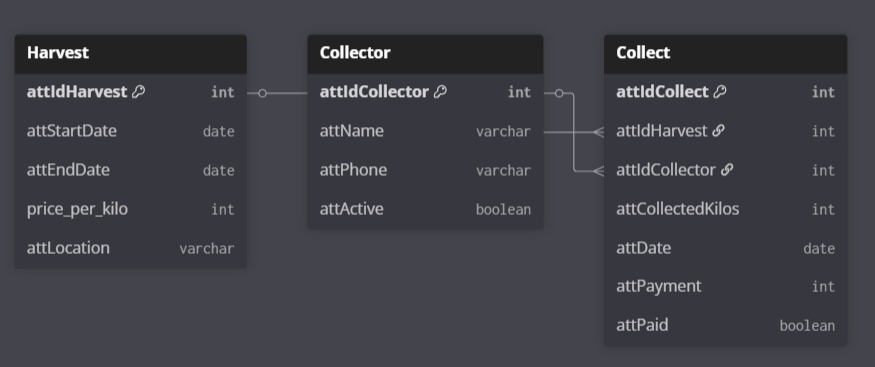 Harvest
attIdHarvest int
attStartDate date
attEndDate date
price_per_kilo int
attLocation varchar
Collector
attIdCollector int
attName varchar
attPhone varchar
attActive boolean
Collect
attIdCollect int
attIdHarvest int
attIdCollector int
attCollectedKilos int
attDate date
attPayment int
attPaid boolean